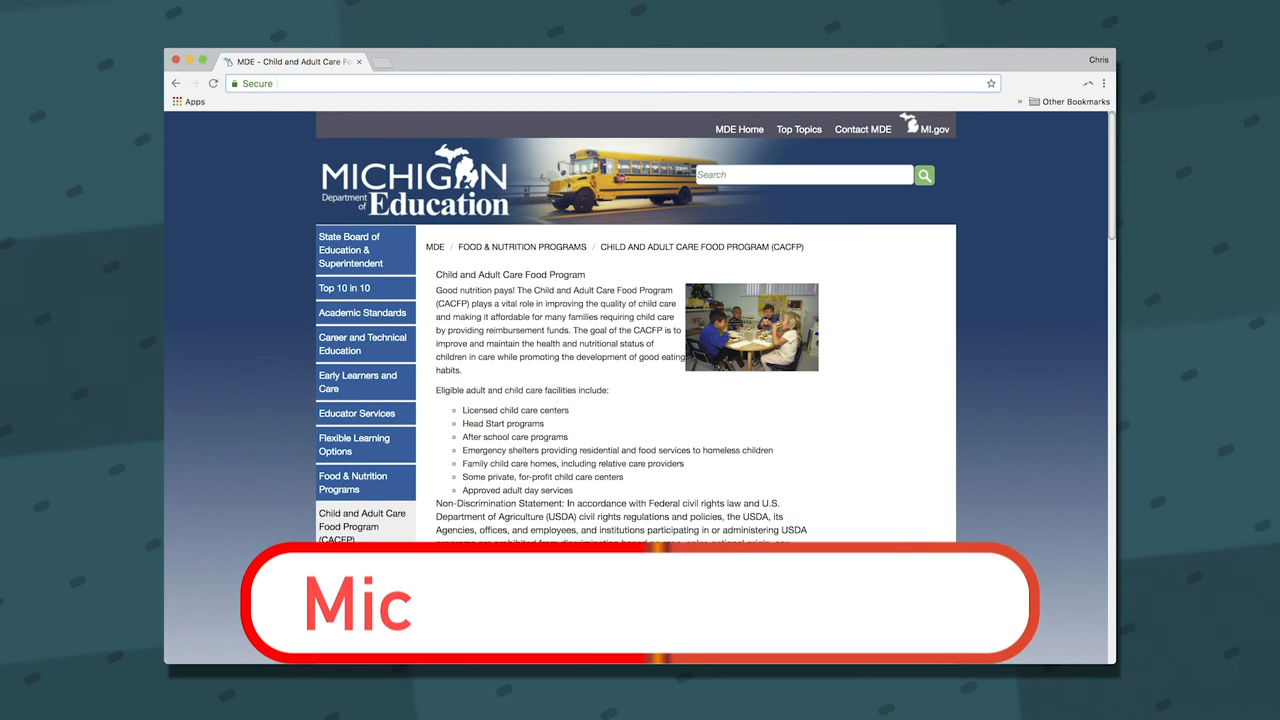 MDE - Child and Adult Care Fo
Chris
Secure
Apps
Other Bookmarks
MDE Home
Top Topics
Contact MDE
MI.gov
MICHIGAN
Department of
Education
Search
State Board of
Education &
Superintendent
Top 10 in 10
Academic Standards
Career and Technical
Education
Early Learners and
Care
Educator Services
Flexible Learning
Options
Food & Nutrition
Programs
Child and Adult Care
Food Program
(CACFP)
MDE / FOOD & NUTRITION PROGRAMS / CHILD AND ADULT CARE FOOD PROGRAM (CACFP)
Child and Adult Care Food Program
Good nutrition pays! The Child and Adult Care Food Program
(CACFP) plays a vital role in improving the quality of child care
and making it affordable for many families requiring child care
by providing reimbursement funds. The goal of the CACFP is to
improve and maintain the health and nutritional status of
children in care while promoting the development of good eating
habits.
Eligible adult and child care facilities include:
Licensed child care centers
Head Start programs
After school care programs
Emergency shelters providing residential and food services to homeless children
Family child care homes, including relative care providers
Some private, for-profit child care centers
Approved adult day services
Non-Discrimination Statement: In accordance with Federal civil rights law and U.S.
Department of Agriculture (USDA) civil rights regulations and policies, the USDA, its
Agencies, offices, and employees, and institutions participating in or administering USDA
Mic